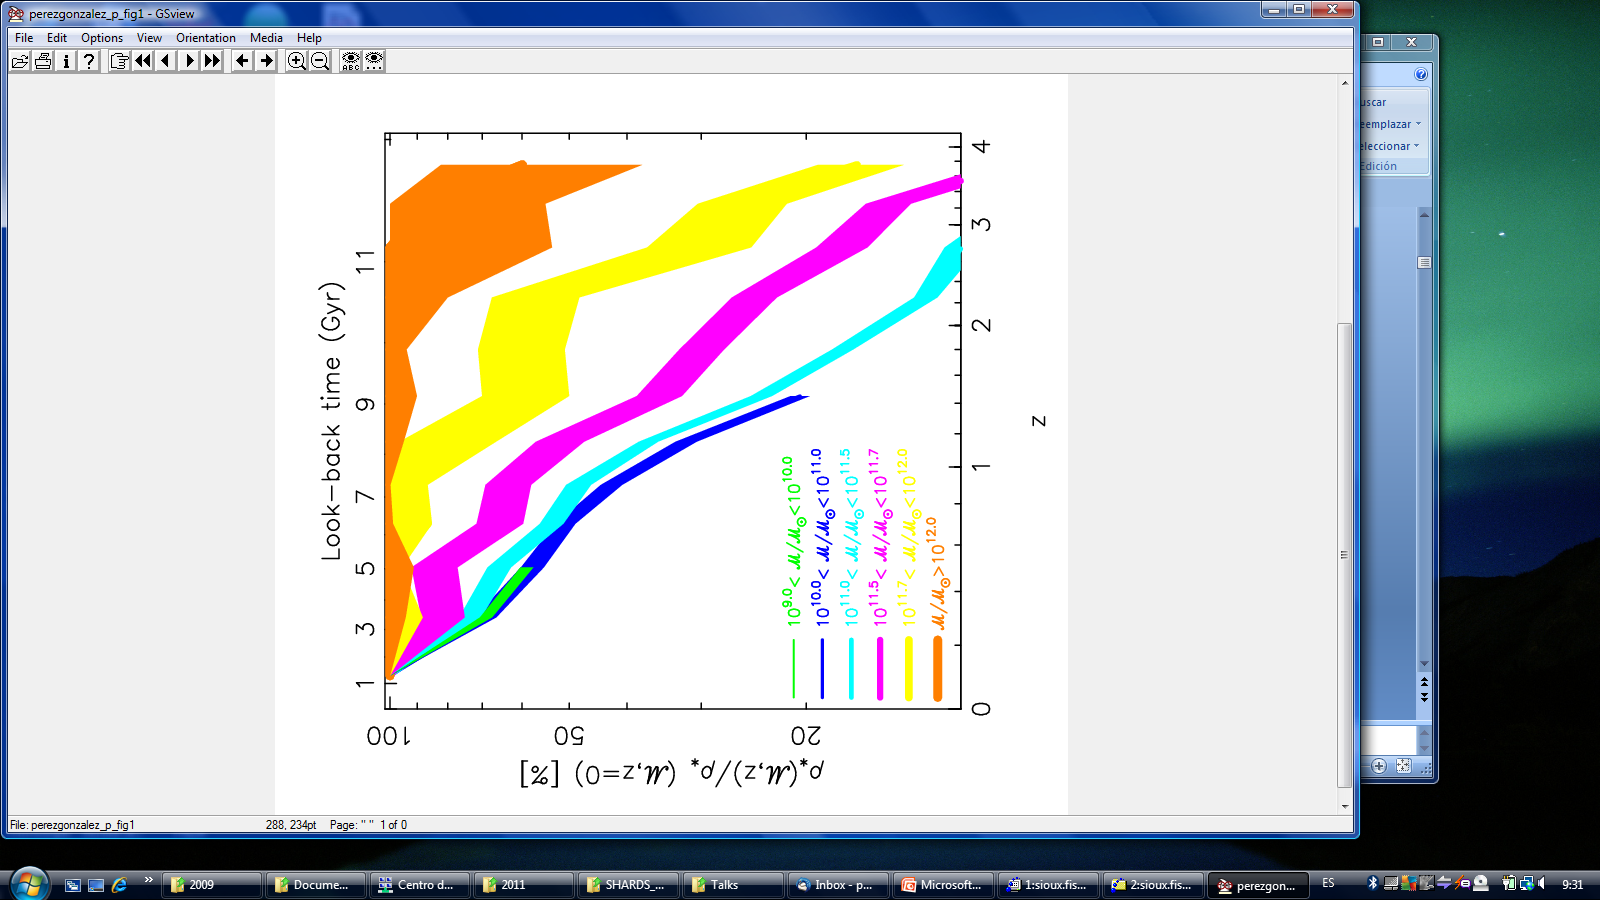 perezgonzalez_p_fig1 - GSview
File Edit Options View Orientation Media Help
uscar
eemplazar
eleccionar
Edición
Look-back time (Gyr)
1 3 5 7 9 11
0 1 2 3 4
z
100 50 20
ρ*(M,z)/ρ* (M,z=0) [%]
10^9.0< M/M☉<10^10.0
10^10.0< M/M☉<10^11.0
10^11.0< M/M☉<10^11.5
10^11.5< M/M☉<10^11.7
10^11.7< M/M☉<10^12.0
M/M☉>10^12.0
File: perezgonzalez_p_fig1 288, 234pt Page: " " 1 of 0
2009 Docume... Centro d... 2011 SHARDS_... Talks Inbox - p... Microsoft... 1:sioux.fis... 2:sioux.fis... perezgon... ES 9:31